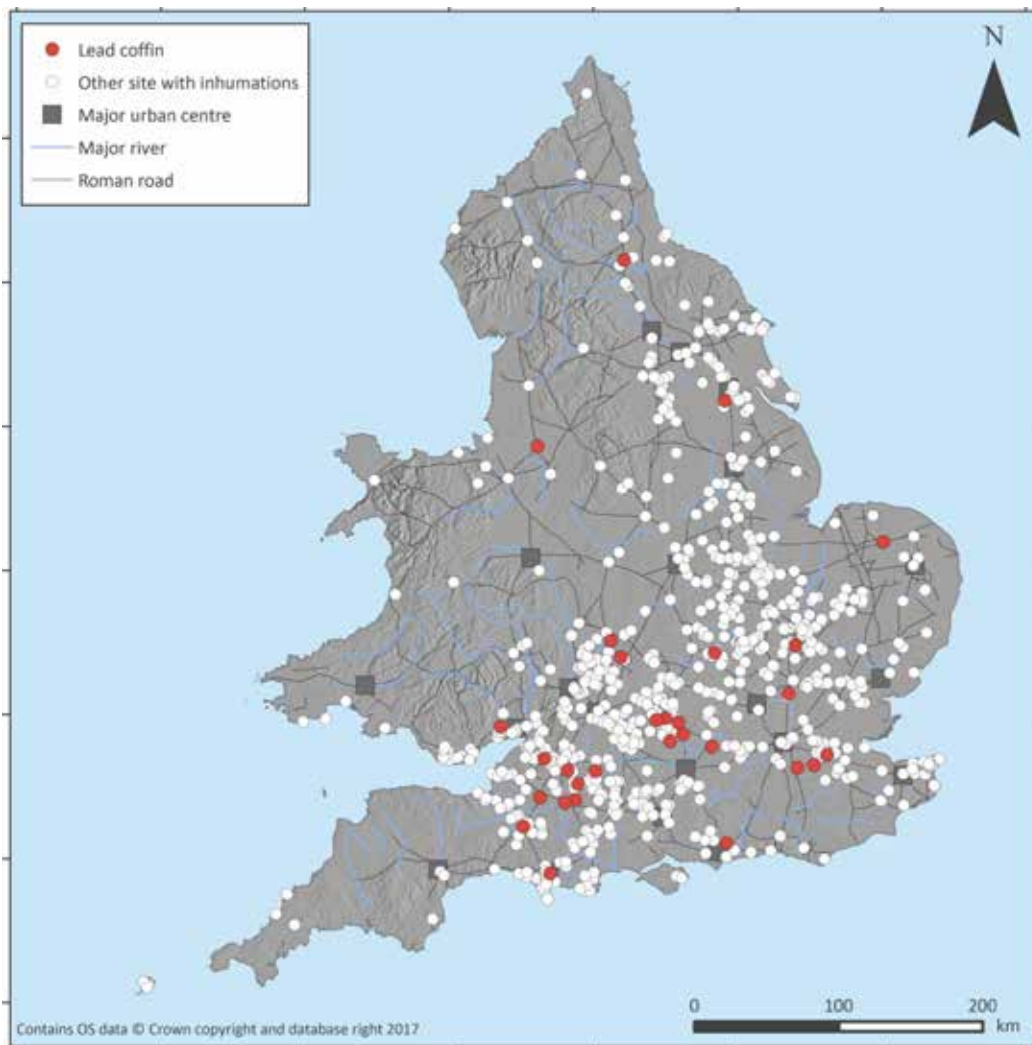 Lead coffin
Other site with inhumations
Major urban centre
Major river
Roman road
N
0 100 200
km
Contains OS data © Crown copyright and database right 2017